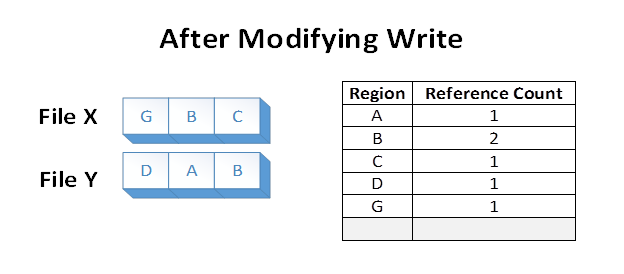 After Modifying Write
File X G B C
File Y D A B
Region Reference Count
A 1
B 2
C 1
D 1
G 1